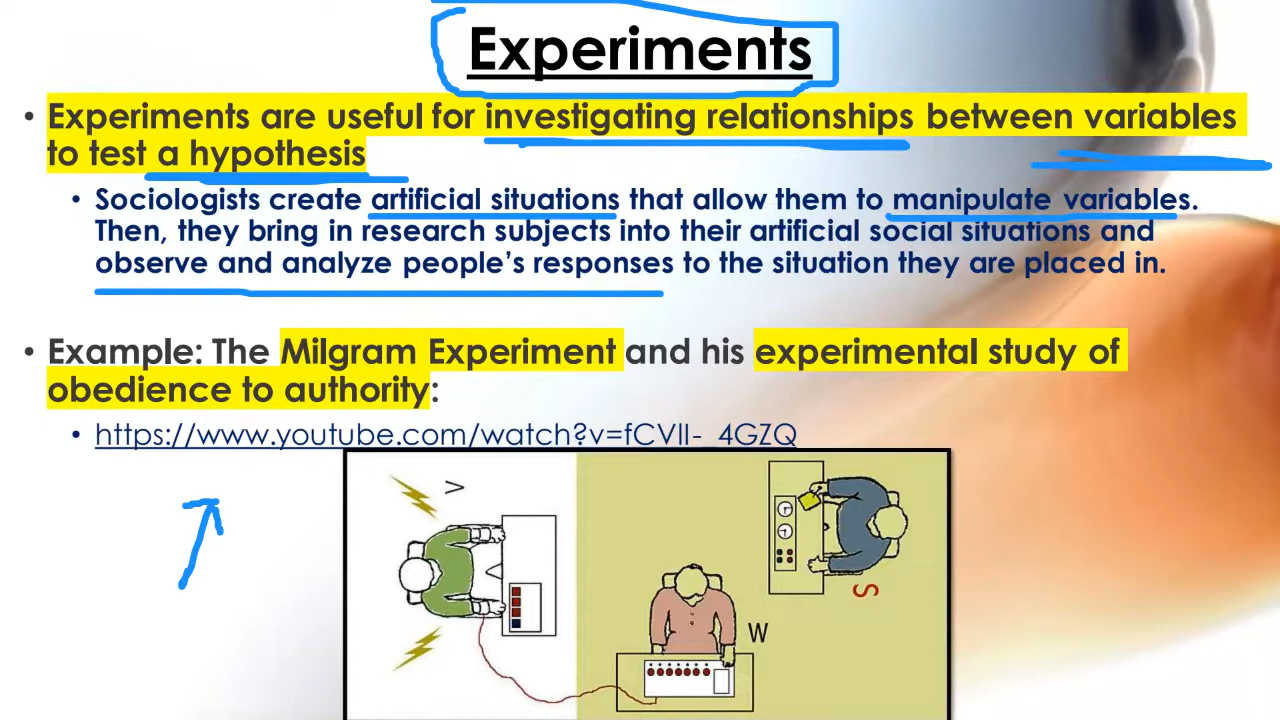 Experiments
• Experiments are useful for investigating relationships between variables
to test a hypothesis
• Sociologists create artificial situations that allow them to manipulate variables.
Then, they bring in research subjects into their artificial social situations and
observe and analyze people's responses to the situation they are placed in.
• Example: The Milgram Experiment and his experimental study of
obedience to authority:
• https://www.youtube.com/watch?v=fCVlI-_4GZQ
V
S
W